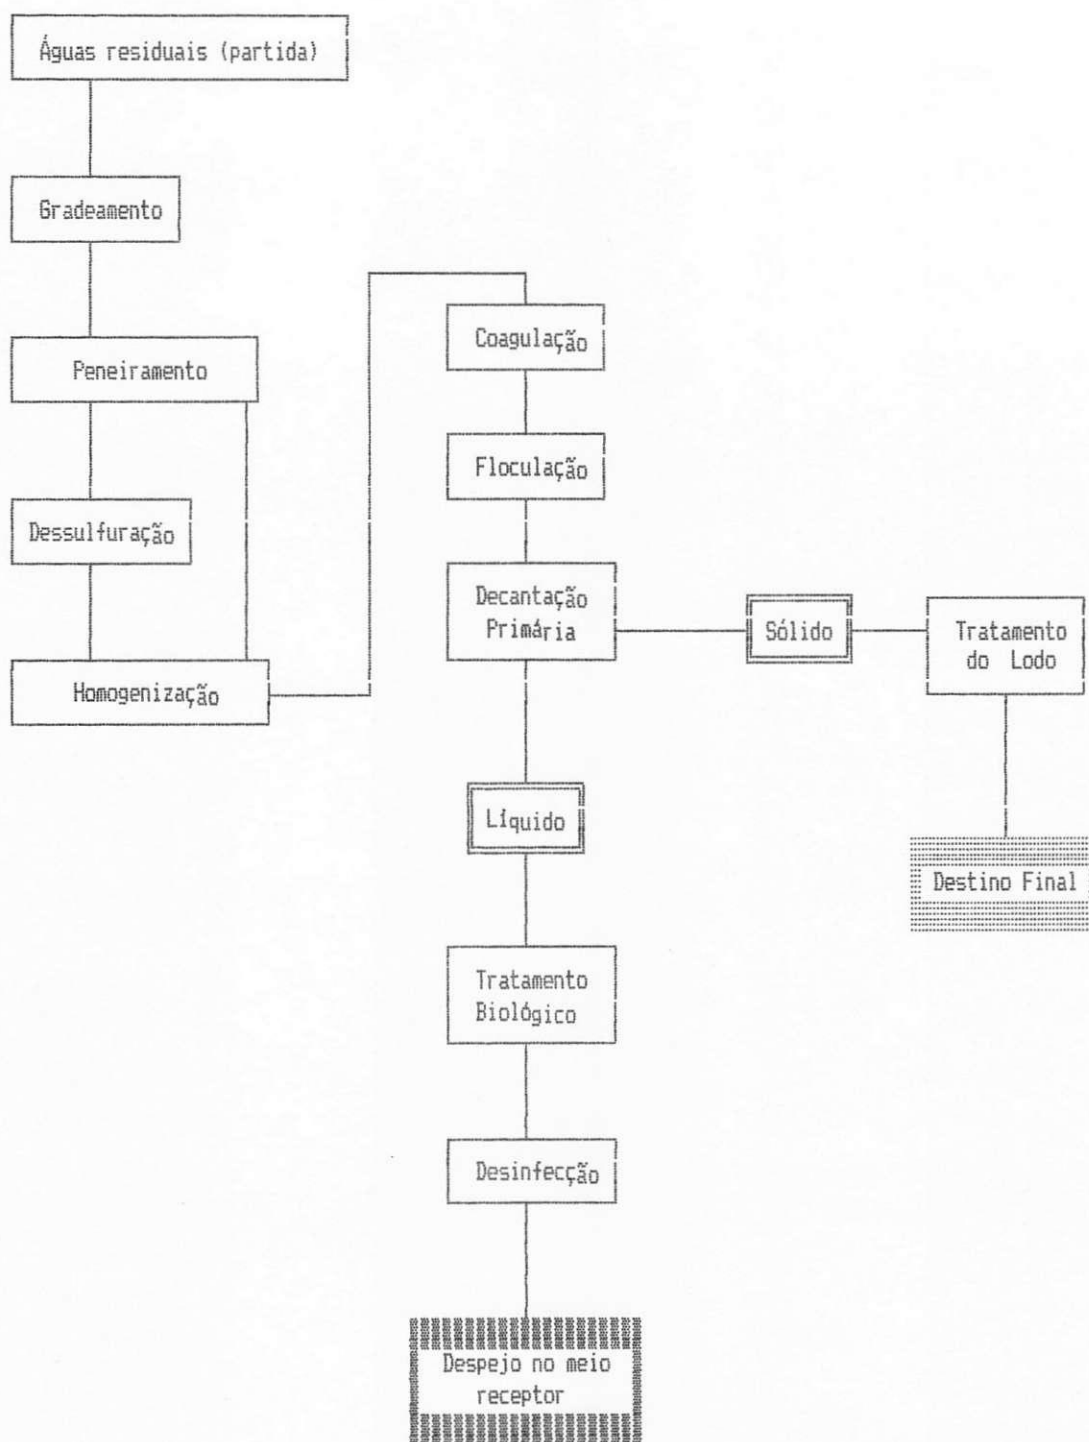 Águas residuais (partida)
Gradeamento
Peneiramento
Dessulfuração
Homogenização
Coagulação
Floculação
Decantação
Primária
Sólido
Tratamento
do Lodo
Destino Final
Líquido
Tratamento
Biológico
Desinfecção
Despejo no meio
receptor